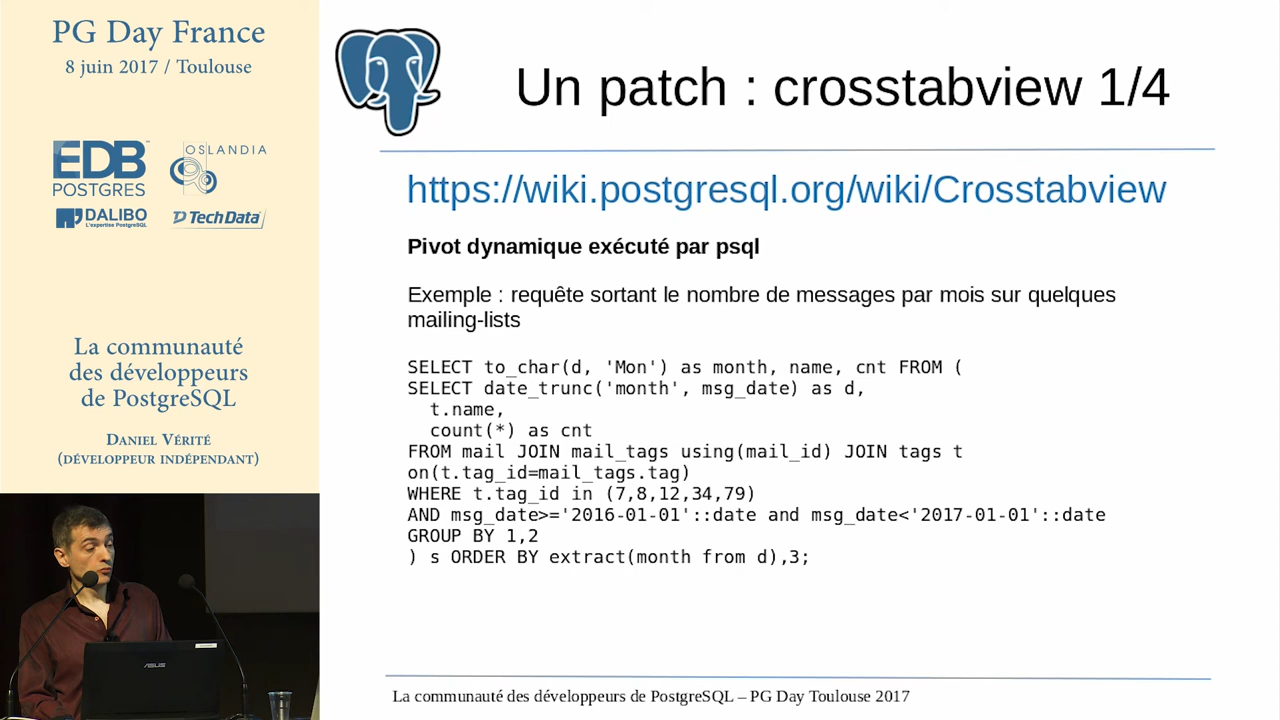 PG Day France
8 juin 2017 / Toulouse
EDB
POSTGRES
OSLANDIA
DALIBO
L'expertise PostgreSQL
TechData
La communauté
des développeurs
de PostgreSQL
Daniel Vérité
(développeur indépendant)
ASUS
Un patch : crosstabview 1/4
https://wiki.postgresql.org/wiki/Crosstabview
Pivot dynamique exécuté par psql
Exemple : requête sortant le nombre de messages par mois sur quelques
mailing-lists
SELECT to_char(d, 'Mon') as month, name, cnt FROM (
SELECT date_trunc('month', msg_date) as d,
t.name,
count(*) as cnt
FROM mail JOIN mail_tags using(mail_id) JOIN tags t
on(t.tag_id=mail_tags.tag)
WHERE t.tag_id in (7,8,12,34,79)
AND msg_date>='2016-01-01'::date and msg_date<'2017-01-01'::date
GROUP BY 1,2
) s ORDER BY extract(month from d),3;
La communauté des développeurs de PostgreSQL – PG Day Toulouse 2017